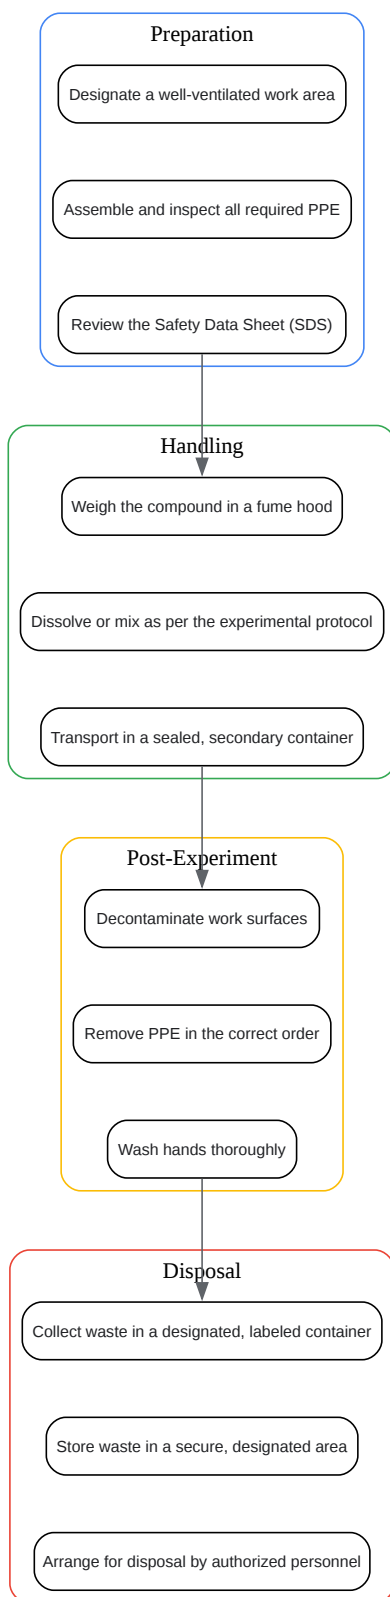 Preparation
Designate a well-ventilated work area
Assemble and inspect all required PPE
Review the Safety Data Sheet (SDS)
Handling
Weigh the compound in a fume hood
Dissolve or mix as per the experimental protocol
Transport in a sealed, secondary container
Post-Experiment
Decontaminate work surfaces
Remove PPE in the correct order
Wash hands thoroughly
Disposal
Collect waste in a designated, labeled container
Store waste in a secure, designated area
Arrange for disposal by authorized personnel